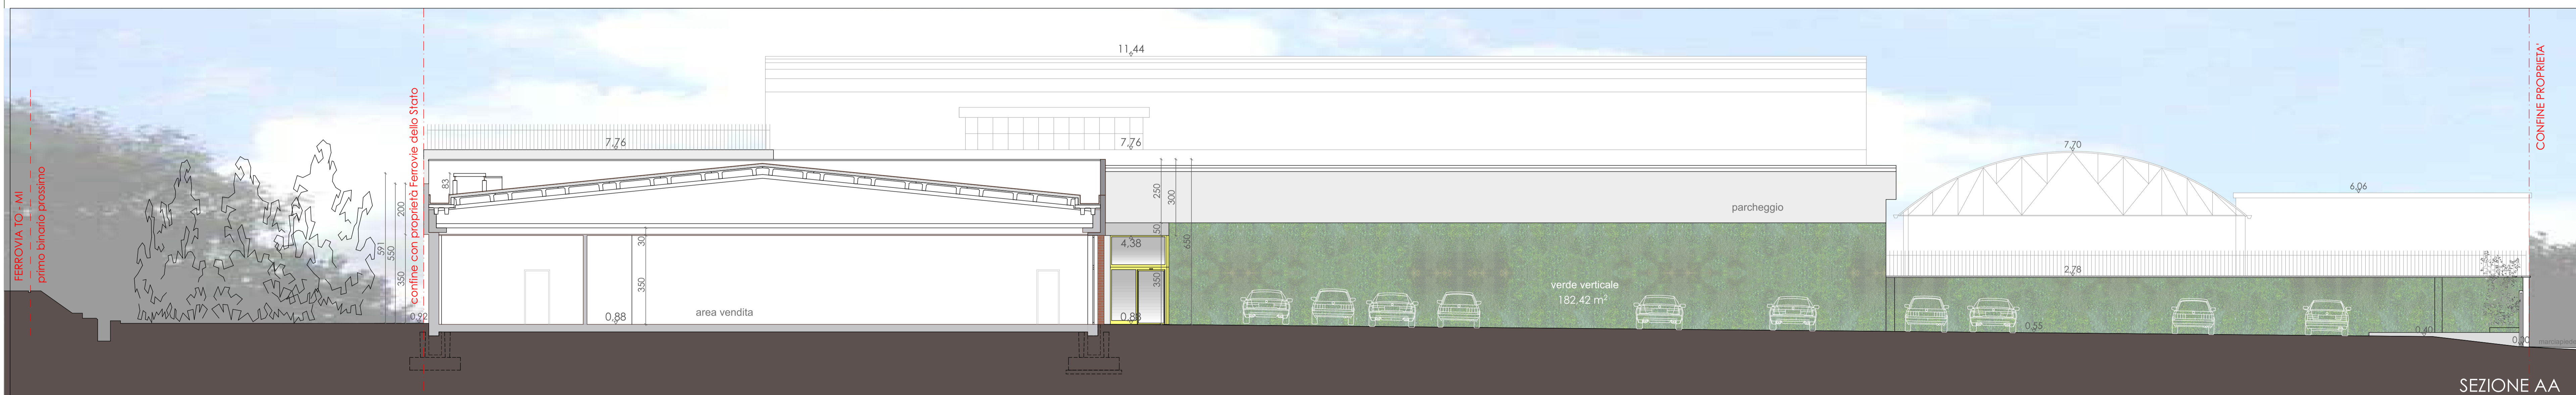 FERROVIA TO - MI
primo binario prossimo
confine con proprietà Ferrovie dello Stato
591
550
200
350
0,92
83
7,76
0,88
30
350
area vendita
11,44
7,76
250
300
50
650
4,38
350
0,88
verde verticale
182,42 m²
parcheggio
7,70
6,06
2,78
0,55
0,40
0,00
marciapiede
CONFINE PROPRIETA'
SEZIONE AA